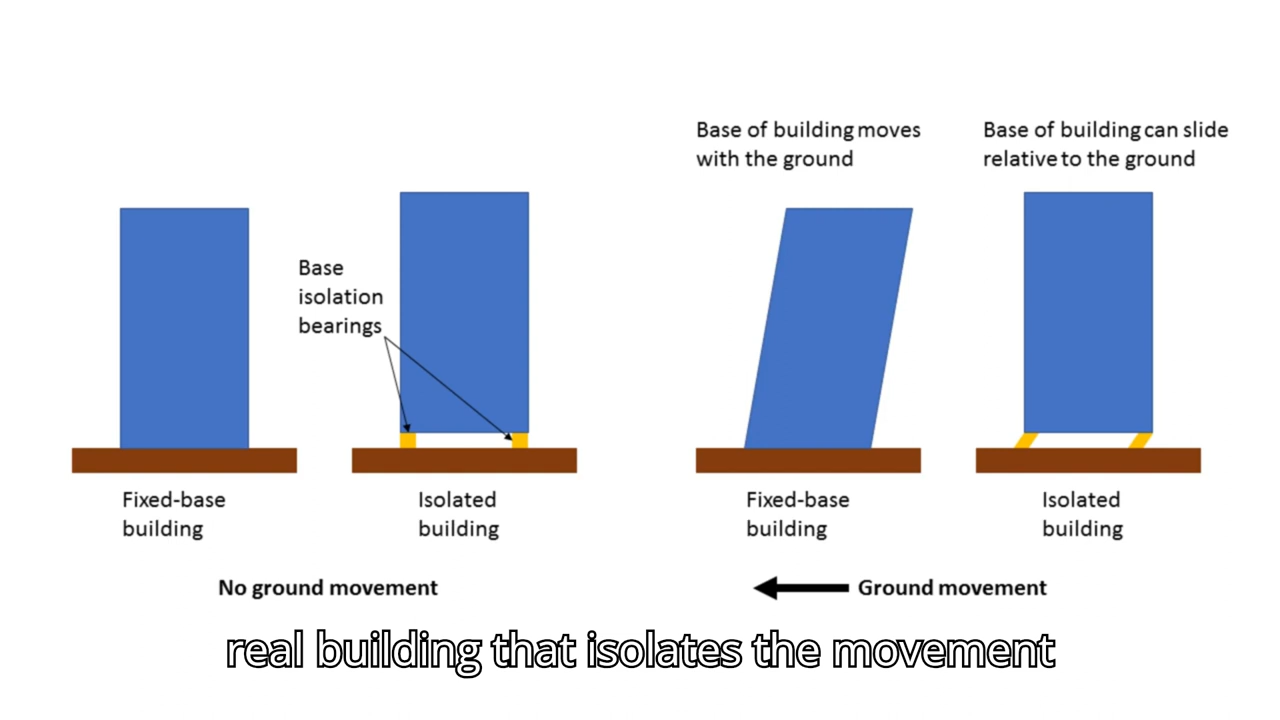 Base of building moves
with the ground
Base of building can slide
relative to the ground
Base
isolation
bearings
Fixed-base
building
Isolated
building
Fixed-base
building
Isolated
building
No ground movement
Ground movement
real building that isolates the movement